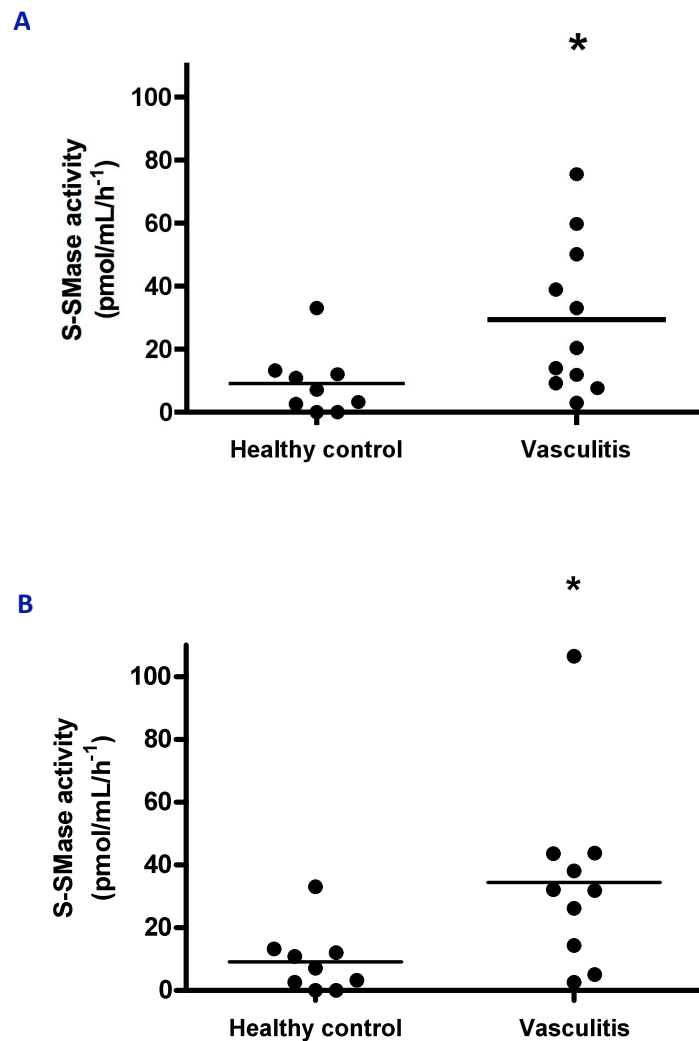 A
*
S-SMase activity
(pmol/mL/h-1)
100
80
60
40
20
0
Healthy control Vasculitis
B
*
S-SMase activity
(pmol/mL/h-1)
100
80
60
40
20
0
Healthy control Vasculitis